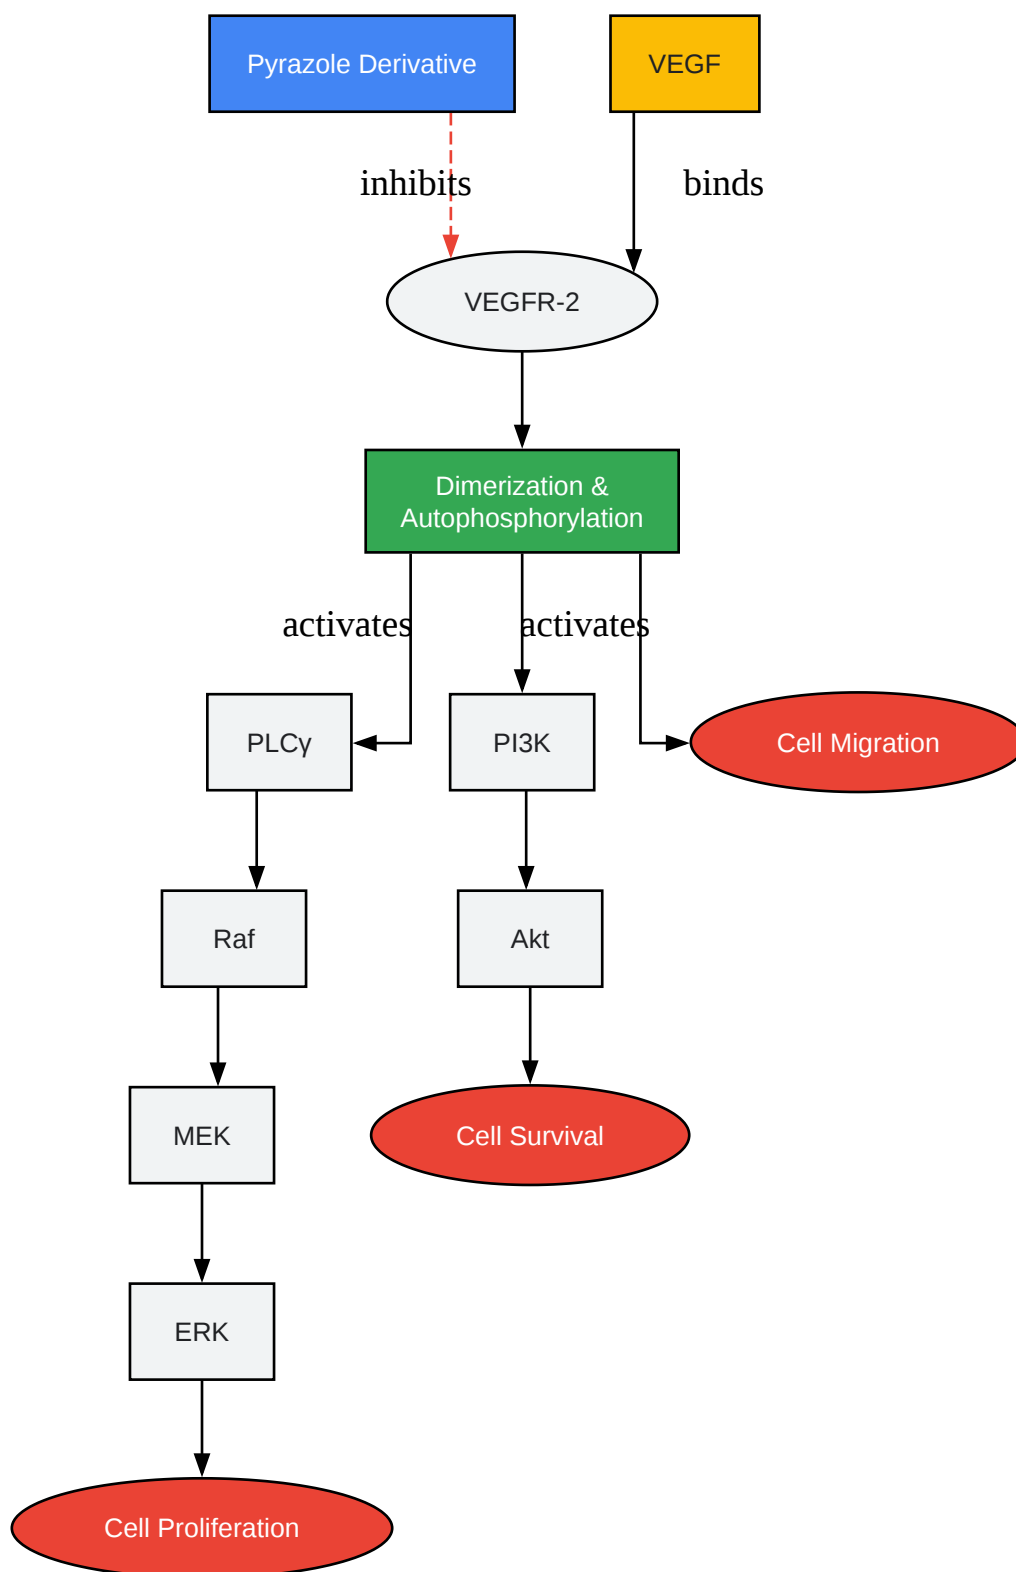 Pyrazole Derivative
VEGF
inhibits
binds
VEGFR-2
Dimerization &
Autophosphorylation
activates
activates
PLCγ
PI3K
Cell Migration
Raf
Akt
MEK
Cell Survival
ERK
Cell Proliferation